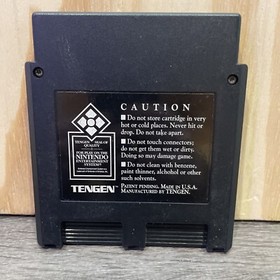 CAUTION
■ Do not store cartridge in very
hot or cold places. Never hit or
drop. Do not take apart.
■ Do not touch connectors;
do not get them wet or dirty.
Doing so may damage game.
■ Do not clean with benzene,
paint thinner, alchohol or other
such solvents.
PATENT PENDING. MADE IN U.S.A.
MANUFACTURED BY TENGEN.
TENGEN SEAL OF
QUALITY
FOR PLAY ON THE
NINTENDO
ENTERTAINMENT
SYSTEM
TENGEN